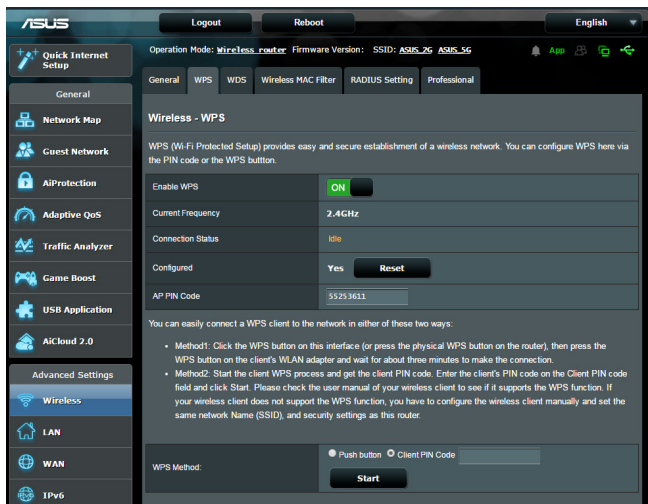 ASUS
Logout
Reboot
English
Quick Internet
Setup
Operation Mode: Wireless router Firmware Version: SSID: ASUS_2G ASUS_5G
App
General
WPS
WDS
Wireless MAC Filter
RADIUS Setting
Professional
General
Network Map
Guest Network
AiProtection
Adaptive QoS
Traffic Analyzer
Game Boost
USB Application
AiCloud 2.0
Advanced Settings
Wireless
LAN
WAN
IPv6
Wireless - WPS
WPS (Wi-Fi Protected Setup) provides easy and secure establishment of a wireless network. You can configure WPS here via
the PIN code or the WPS buttton.
Enable WPS
ON
Current Frequency
2.4GHz
Connection Status
Idle
Configured
Yes
Reset
AP PIN Code
55253611
You can easily connect a WPS client to the network in either of these two ways:
• Method1: Click the WPS button on this interface (or press the physical WPS button on the router), then press the
WPS button on the client's WLAN adapter and wait for about three minutes to make the connection.
• Method2: Start the client WPS process and get the client PIN code. Enter the client's PIN code on the Client PIN code
field and click Start. Please check the user manual of your wireless client to see if it supports the WPS function. If
your wireless client does not support the WPS function, you have to configure the wireless client manually and set the
same network Name (SSID), and security settings as this router.
WPS Method:
Push button
Client PIN Code
Start